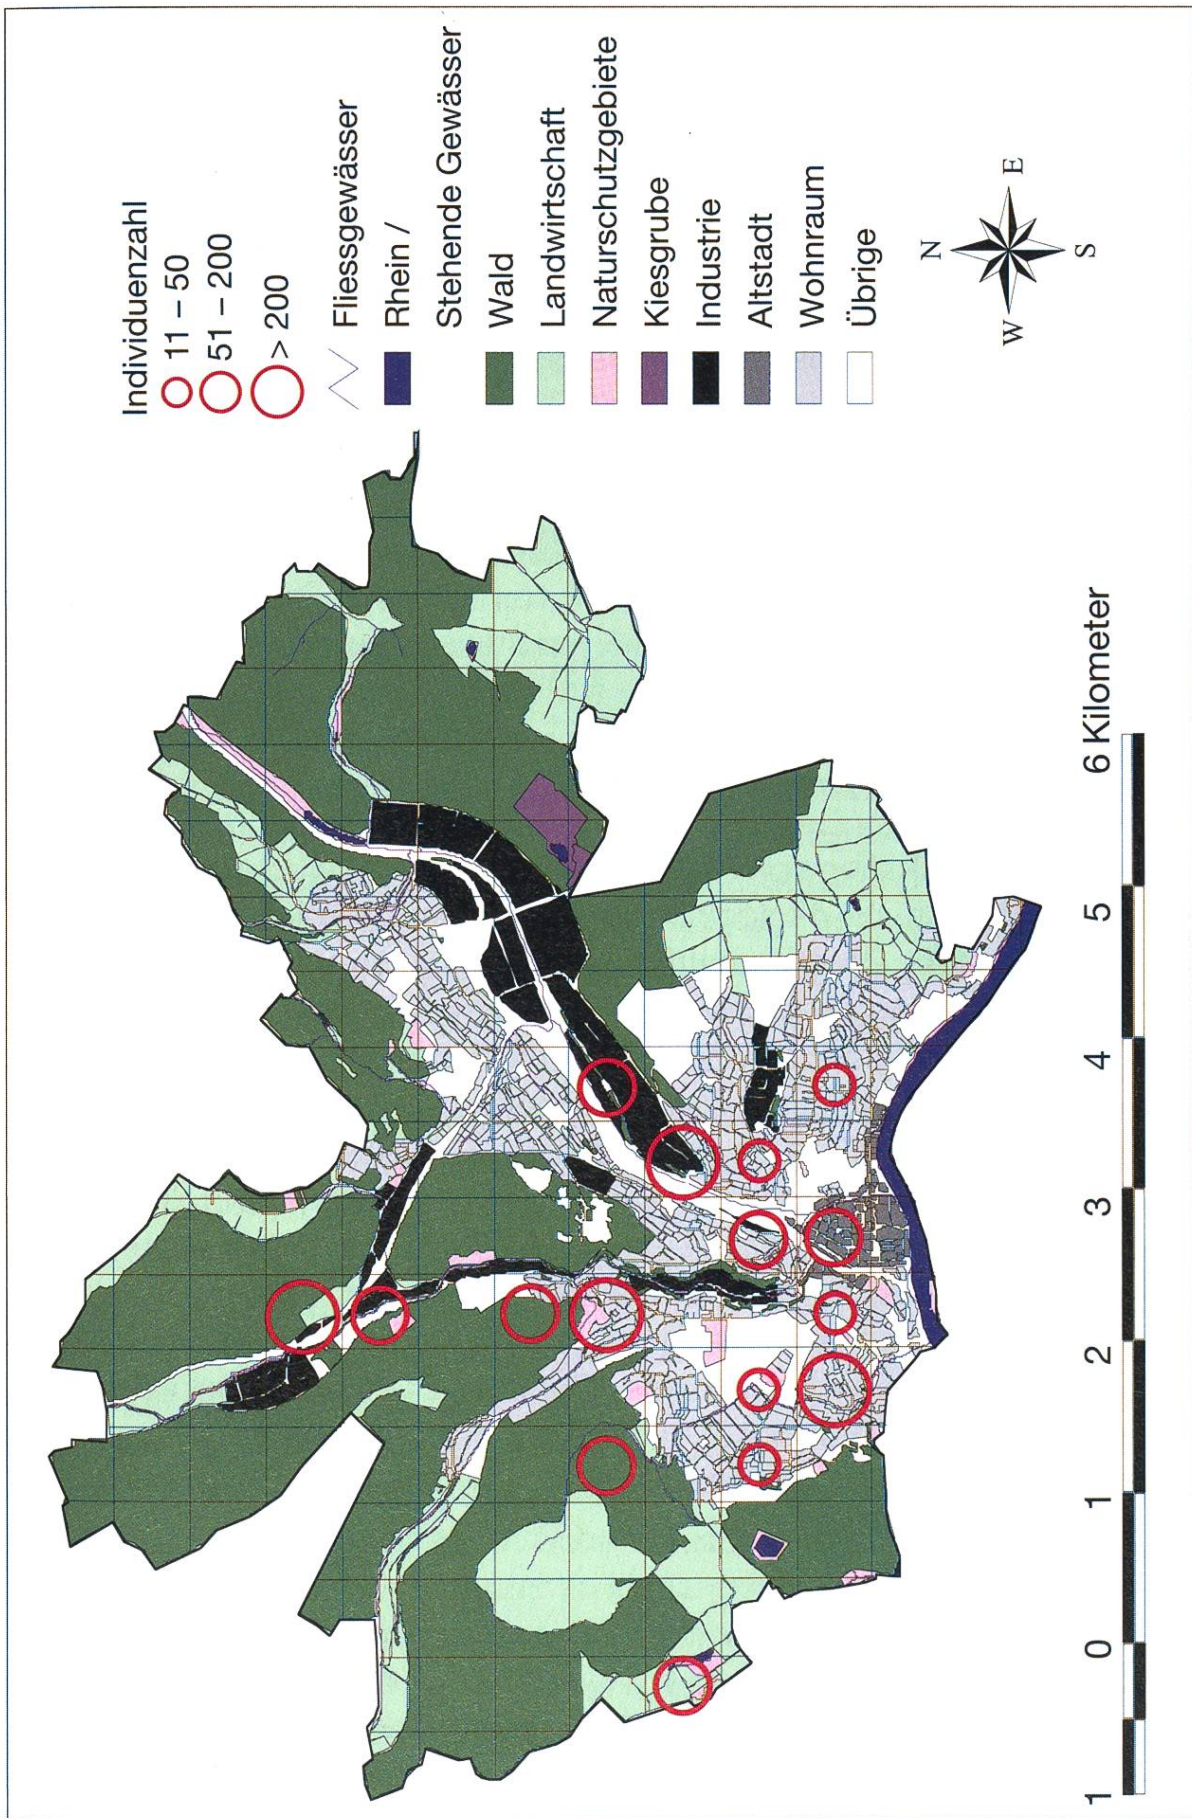 Individuenzahl
11 – 50
51 – 200
> 200
Fliessgewässer
Rhein /
Stehende Gewässer
Wald
Landwirtschaft
Naturschutzgebiete
Kiesgrube
Industrie
Altstadt
Wohnraum
Übrige
N
W E
S
1 0 1 2 3 4 5 6 Kilometer